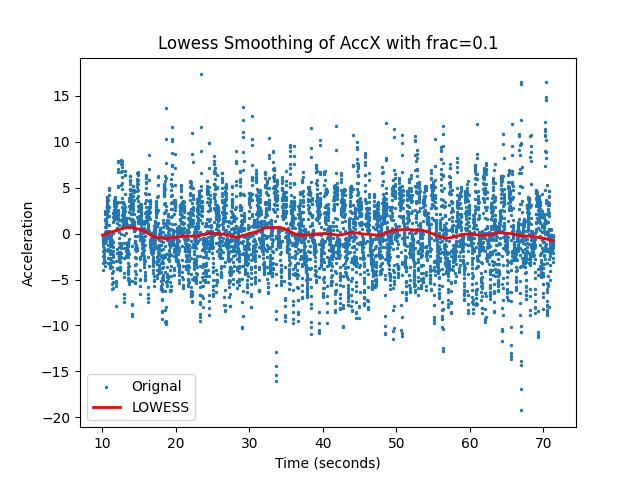 Lowess Smoothing of AccX with frac=0.1
15
10
5
0
−5
−10
−15
−20
Acceleration
Orignal
LOWESS
10 20 30 40 50 60 70
Time (seconds)